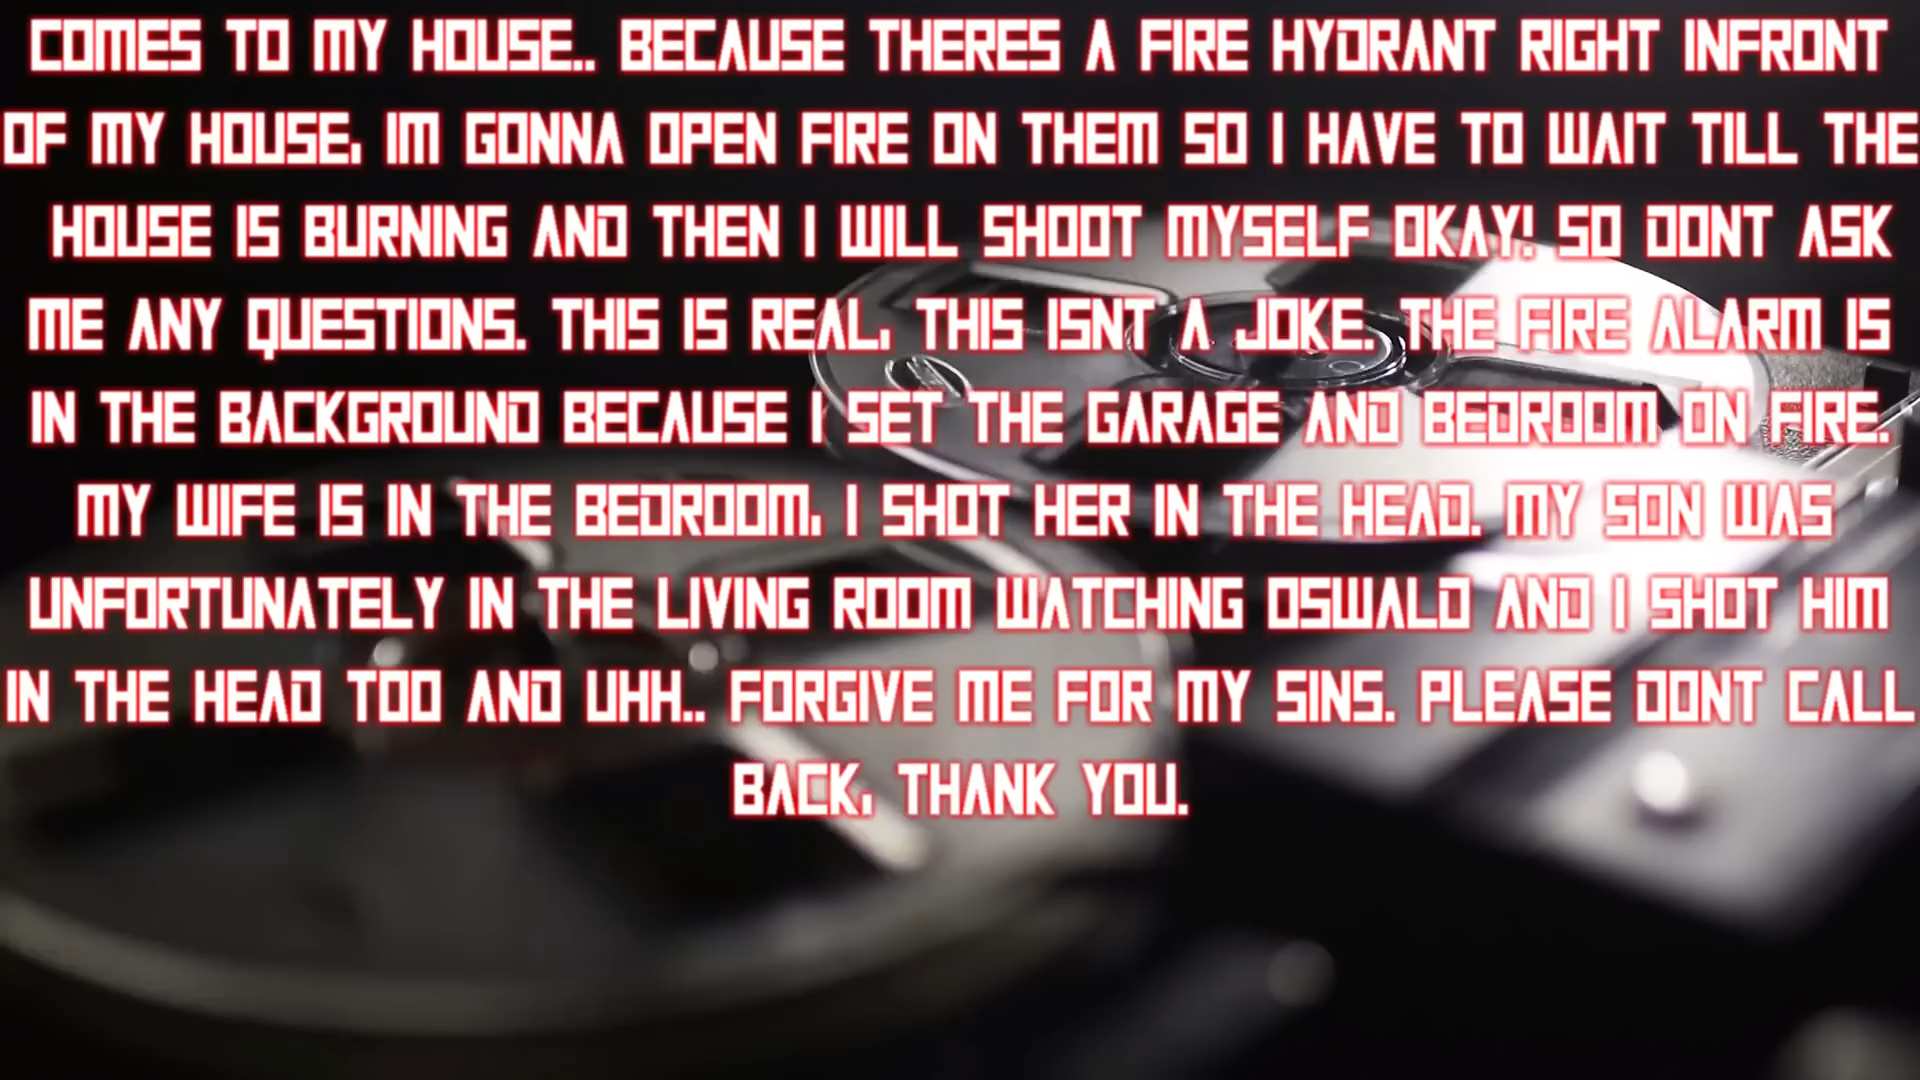 COMES TO MY HOUSE.. BECAUSE THERES A FIRE HYDRANT RIGHT INFRONT
OF MY HOUSE, IM GONNA OPEN FIRE ON THEM SO I HAVE TO WAIT TILL THE
HOUSE IS BURNING AND THEN I WILL SHOOT MYSELF OKAY! SO DONT ASK
ME ANY QUESTIONS. THIS IS REAL, THIS ISNT A JOKE. THE FIRE ALARM IS
IN THE BACKGROUND BECAUSE I SET THE GARAGE AND BEDROOM ON FIRE.
MY WIFE IS IN THE BEDROOM, I SHOT HER IN THE HEAD. MY SON WAS
UNFORTUNATELY IN THE LIVING ROOM WATCHING OSWALD AND I SHOT HIM
IN THE HEAD TOO AND UHH.. FORGIVE ME FOR MY SINS. PLEASE DONT CALL
BACK, THANK YOU.